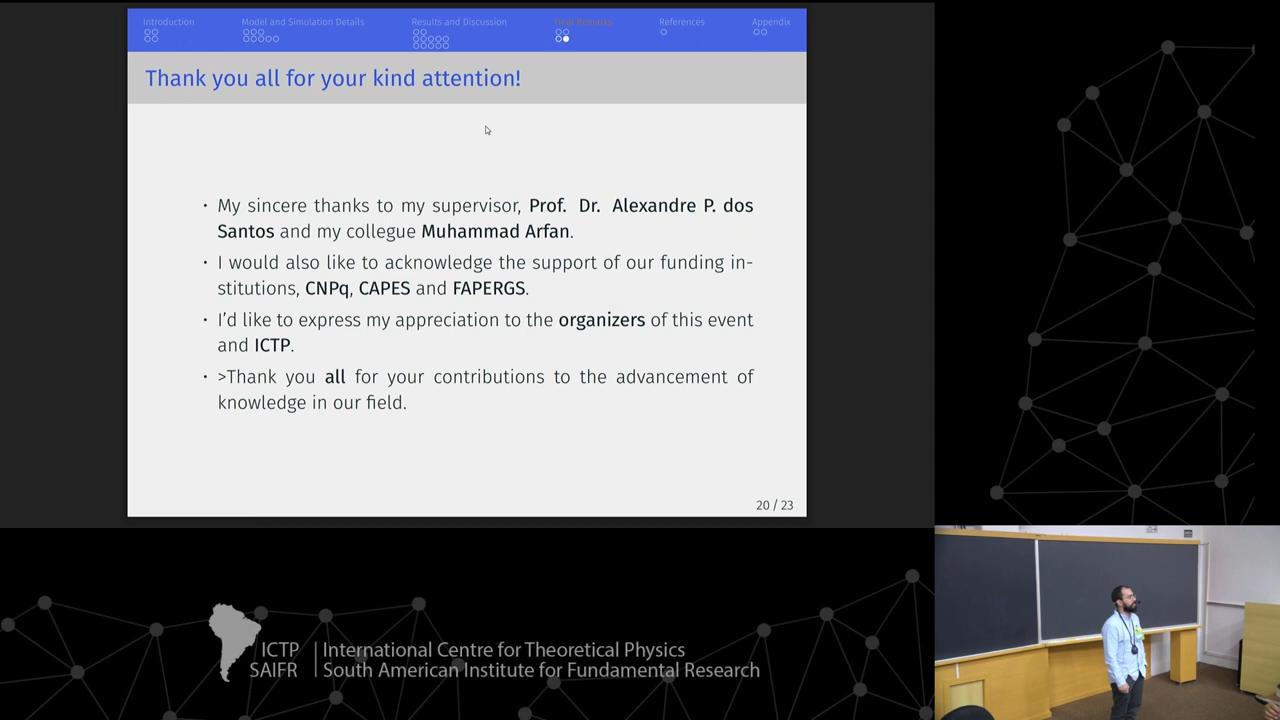 Introduction Model and Simulation Details Results and Discussion Final Remarks References Appendix
Thank you all for your kind attention!
• My sincere thanks to my supervisor, Prof. Dr. Alexandre P. dos
Santos and my collegue Muhammad Arfan.
• I would also like to acknowledge the support of our funding in-
stitutions, CNPq, CAPES and FAPERGS.
• I'd like to express my appreciation to the organizers of this event
and ICTP.
• >Thank you all for your contributions to the advancement of
knowledge in our field.
20 / 23
ICTP International Centre for Theoretical Physics
SAIFR South American Institute for Fundamental Research